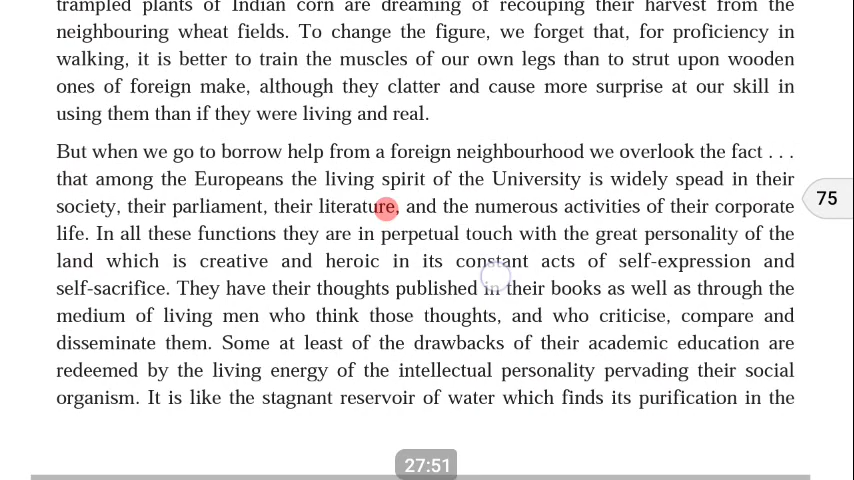 trampled plants of Indian corn are dreaming of recouping their harvest from the
neighbouring wheat fields. To change the figure, we forget that, for proficiency in
walking, it is better to train the muscles of our own legs than to strut upon wooden
ones of foreign make, although they clatter and cause more surprise at our skill in
using them than if they were living and real.
But when we go to borrow help from a foreign neighbourhood we overlook the fact . . .
that among the Europeans the living spirit of the University is widely spead in their
society, their parliament, their literature, and the numerous activities of their corporate
life. In all these functions they are in perpetual touch with the great personality of the
land which is creative and heroic in its constant acts of self-expression and
self-sacrifice. They have their thoughts published in their books as well as through the
medium of living men who think those thoughts, and who criticise, compare and
disseminate them. Some at least of the drawbacks of their academic education are
redeemed by the living energy of the intellectual personality pervading their social
organism. It is like the stagnant reservoir of water which finds its purification in the
75
27:51